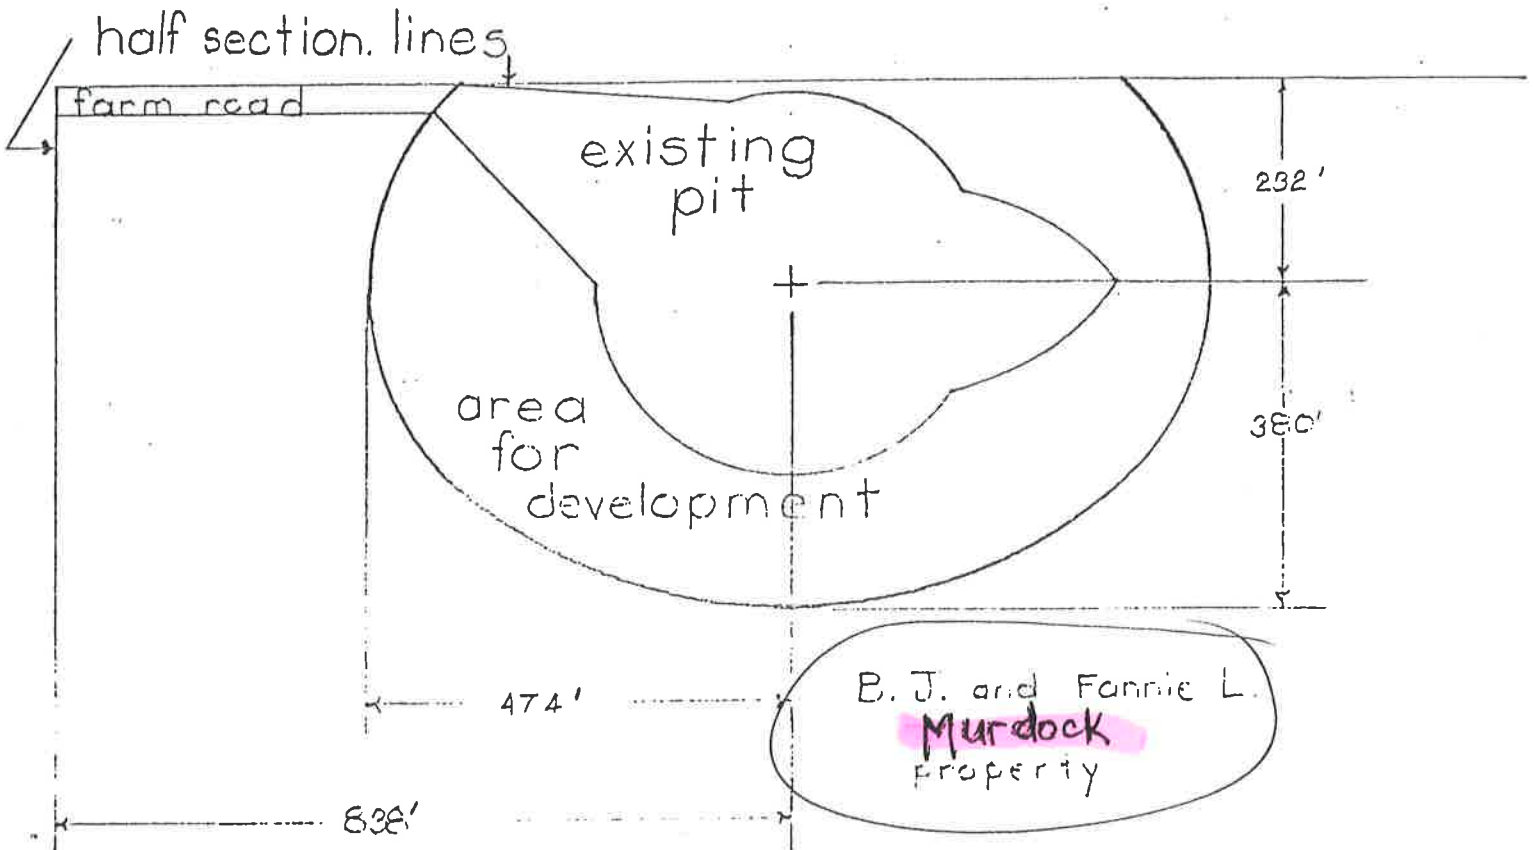 half section. lines
farm road
existing
pit
232'
area
for
development
380'
474'
B. J. and Fannie L.
Murdock
property
838'